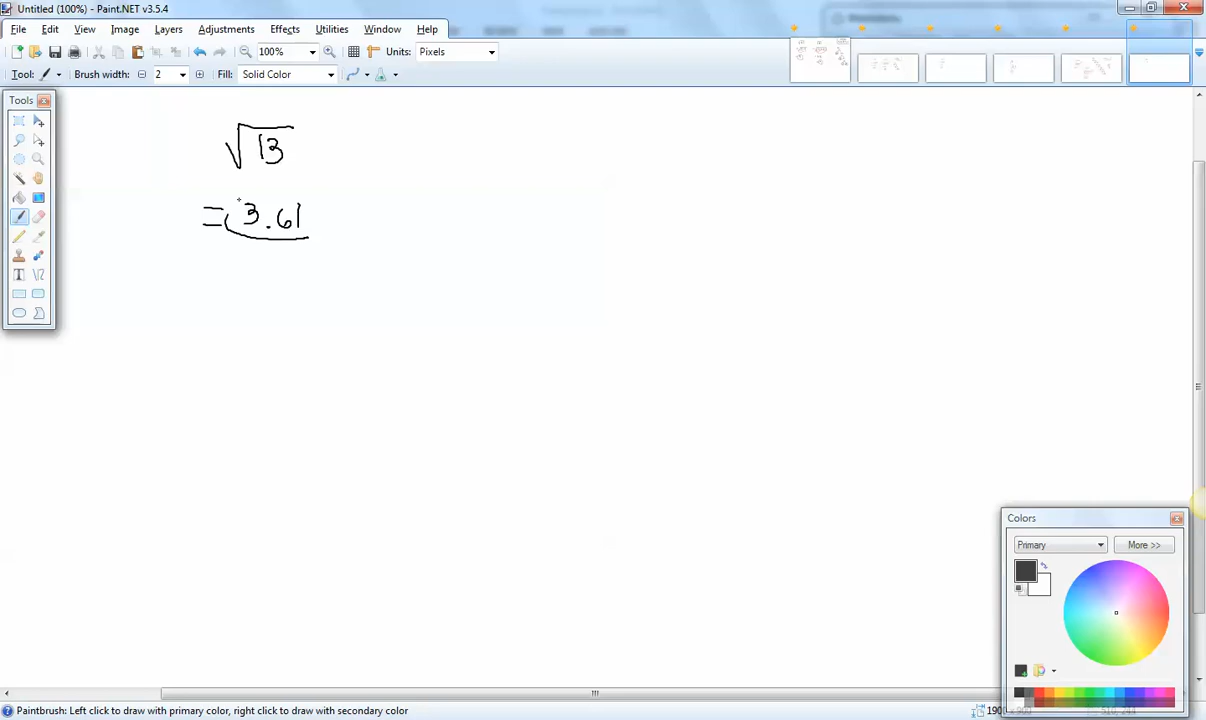 Untitled (100%) - Paint.NET v3.5.4
File Edit View Image Layers Adjustments Effects Utilities Window Help
100% Units: Pixels
Tool: Brush width: 2 Fill: Solid Color
Tools
√13
= 3.61
Colors
Primary More >>
Paintbrush: Left click to draw with primary color, right click to draw with secondary color